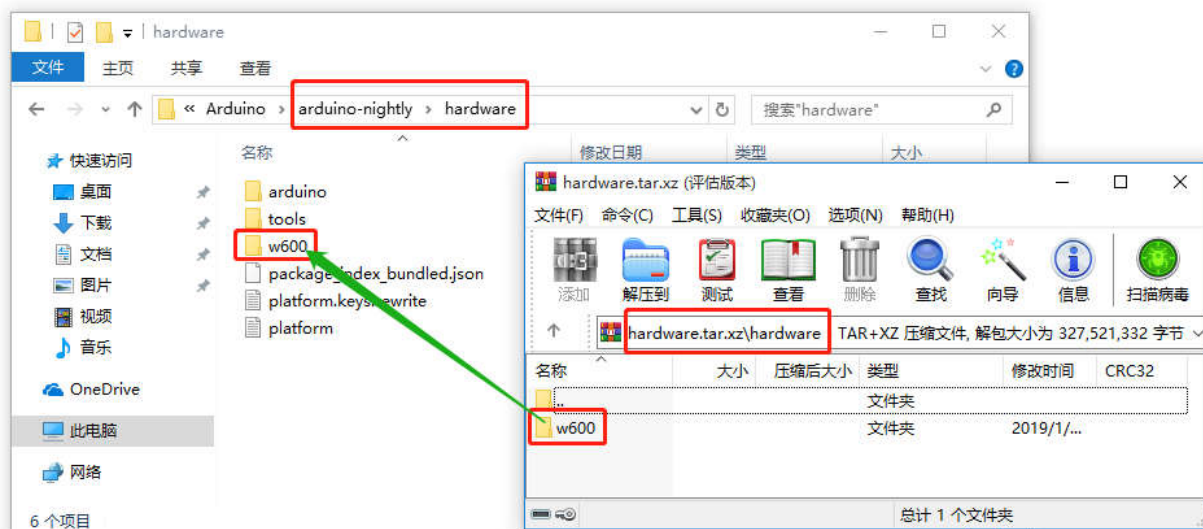 hardware
文件 主页 共享 查看
« Arduino › arduino-nightly › hardware
搜索"hardware"
名称 修改日期 类型 大小
快速访问
桌面
下载
文档
图片
视频
音乐
OneDrive
此电脑
网络
6 个项目
arduino
tools
w600
package_index_bundled.json
platform.keys.rewrite
platform
hardware.tar.xz (评估版本)
文件(F) 命令(C) 工具(S) 收藏夹(O) 选项(N) 帮助(H)
添加 解压到 测试 查看 删除 查找 向导 信息 扫描病毒
hardware.tar.xz\hardware TAR+XZ 压缩文件, 解包大小为 327,521,332 字节
名称 大小 压缩后大小 类型 修改时间 CRC32
.. 文件夹
w600 文件夹 2019/1/...
总计 1 个文件夹